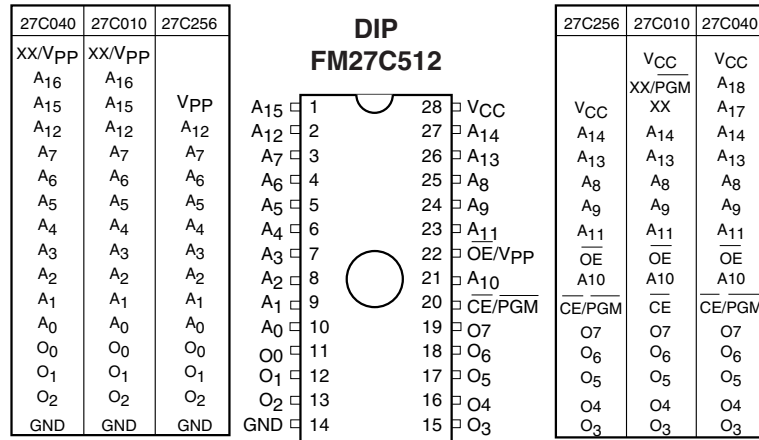 27C040 27C010 27C256
XX/VPP XX/VPP
A16 A16
A15 A15 VPP
A12 A12 A12
A7 A7 A7
A6 A6 A6
A5 A5 A5
A4 A4 A4
A3 A3 A3
A2 A2 A2
A1 A1 A1
A0 A0 A0
O0 O0 O0
O1 O1 O1
O2 O2 O2
GND GND GND
DIP
FM27C512
A15 1 28 VCC
A12 2 27 A14
A7 3 26 A13
A6 4 25 A8
A5 5 24 A9
A4 6 23 A11
A3 7 22 OE/VPP
A2 8 21 A10
A1 9 20 CE/PGM
A0 10 19 O7
O0 11 18 O6
O1 12 17 O5
O2 13 16 O4
GND 14 15 O3
27C256 27C010 27C040
VCC VCC
XX/PGM A18
VCC XX A17
A14 A14 A14
A13 A13 A13
A8 A8 A8
A9 A9 A9
A11 A11 A11
OE OE OE
A10 A10 A10
CE/PGM CE CE/PGM
O7 O7 O7
O6 O6 O6
O5 O5 O5
O4 O4 O4
O3 O3 O3